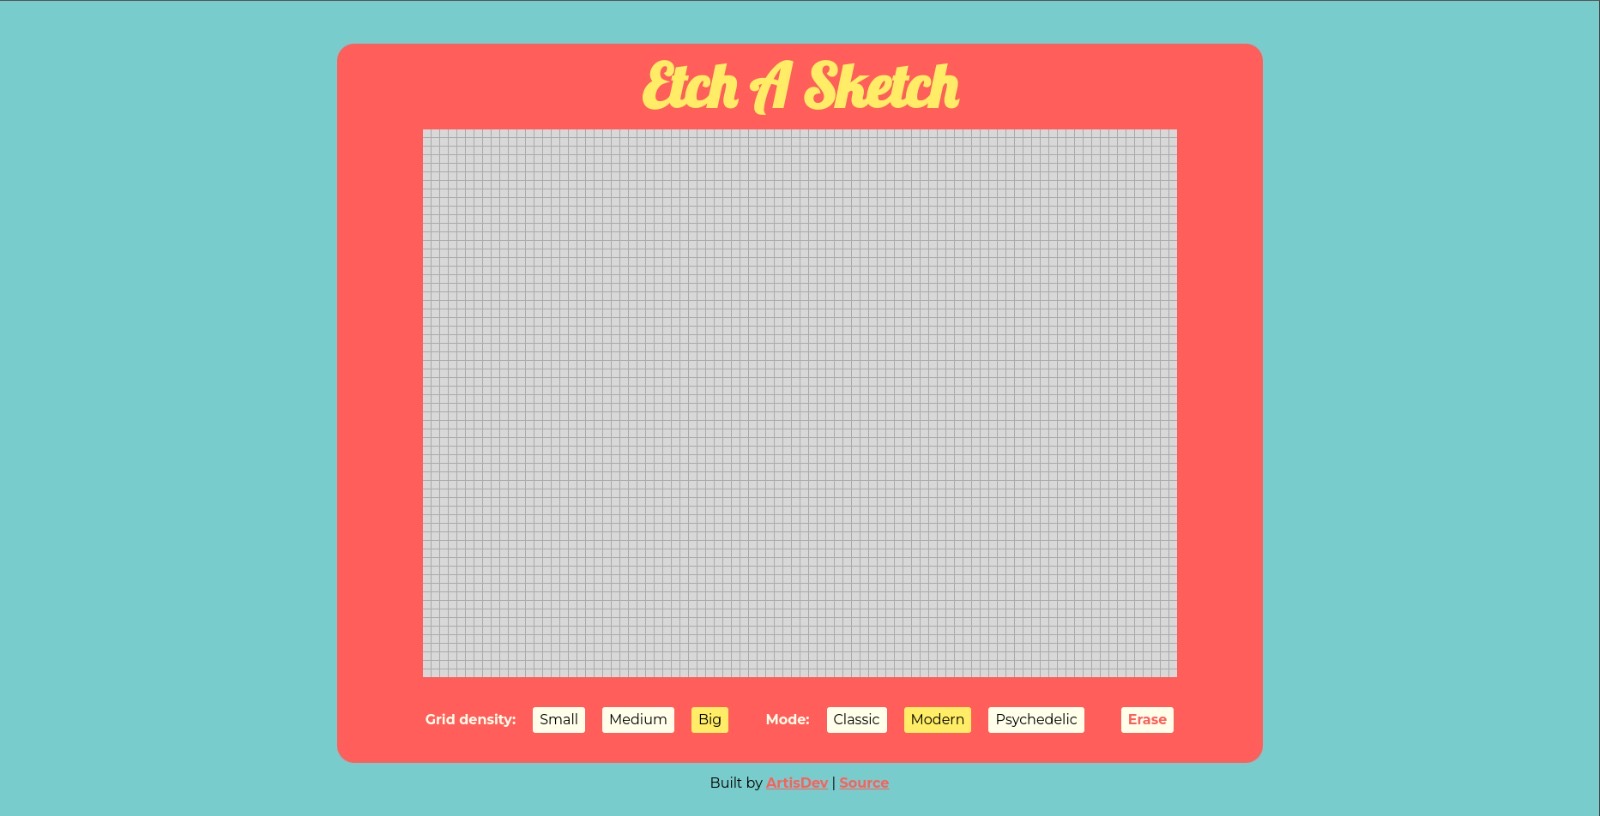 Etch A Sketch
Grid density: Small Medium Big Mode: Classic Modern Psychedelic Erase
Built by ArtisDev | Source